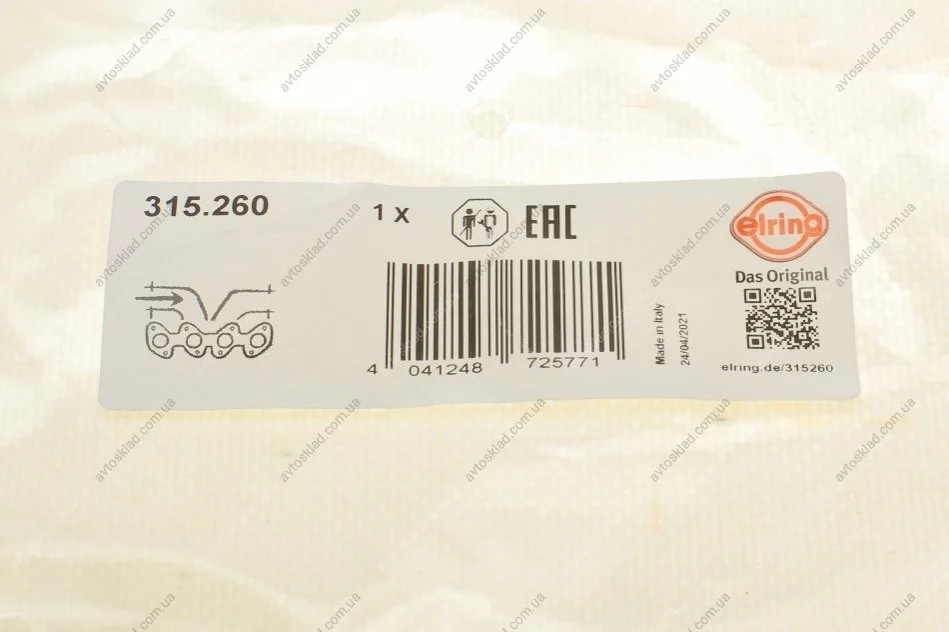 315.260
1 x
EAC
elring
Das Original
4 041248 725771
Made in Italy
24/04/2021
elring.de/315260
avtosklad.com.ua